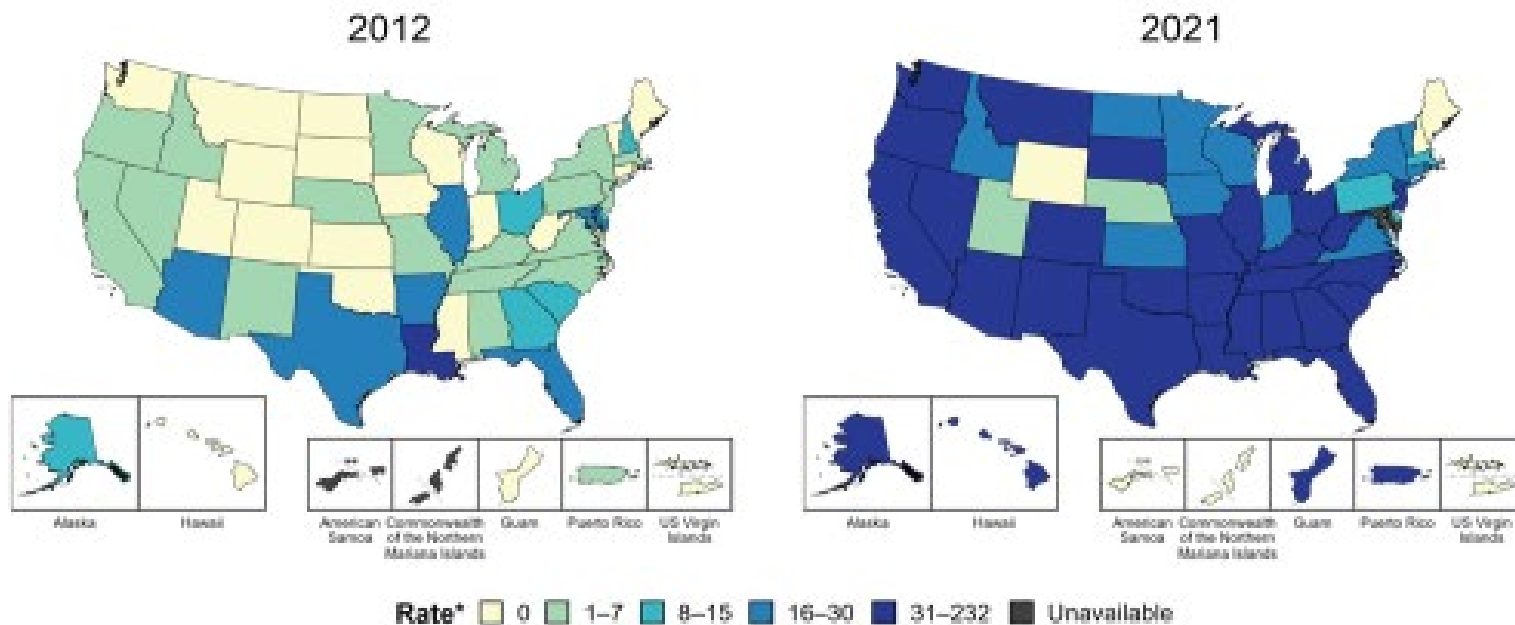 2012
2021
Alaska
Hawaii
American
Samoa
Commonwealth
of the Northern
Mariana Islands
Guam
Puerto Rico
US Virgin
Islands
Alaska
Hawaii
American
Samoa
Commonwealth
of the Northern
Mariana Islands
Guam
Puerto Rico
US Virgin
Islands
Rate* 0 1–7 8–15 16–30 31–232 Unavailable